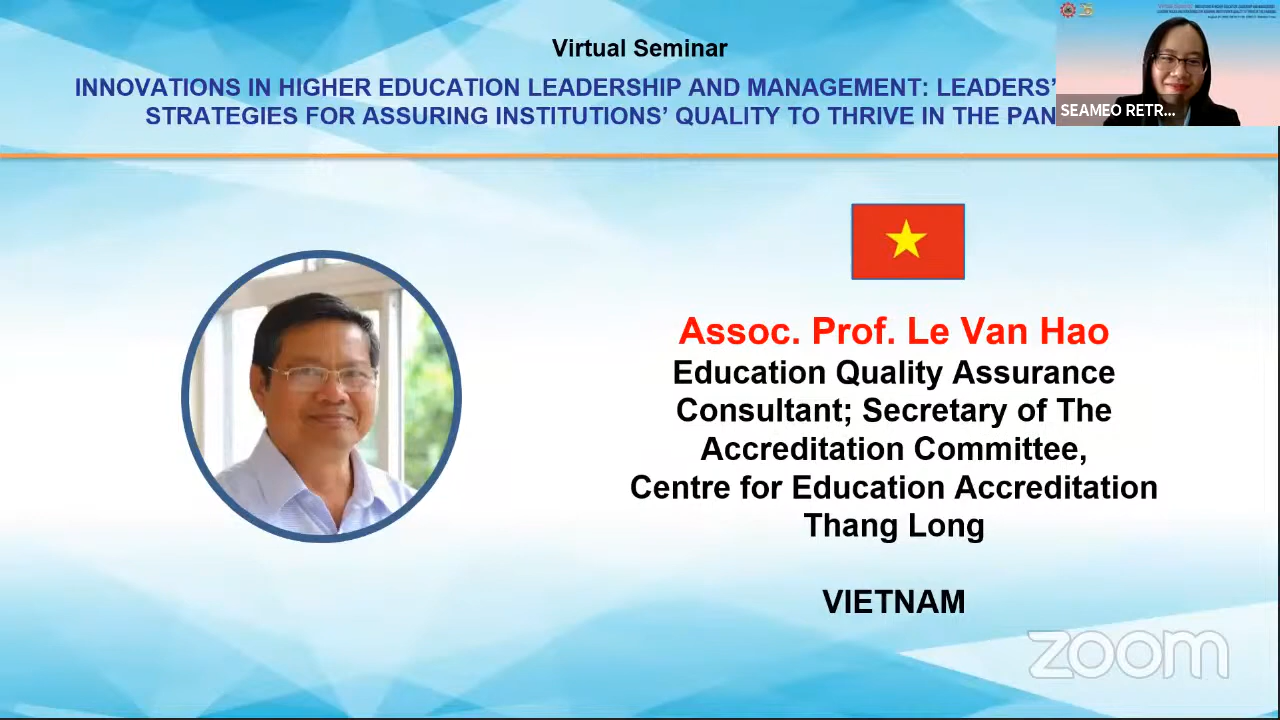 Virtual Seminar
INNOVATIONS IN HIGHER EDUCATION LEADERSHIP AND MANAGEMENT: LEADERS'
STRATEGIES FOR ASSURING INSTITUTIONS' QUALITY TO THRIVE IN THE PAN
SEAMEO RETR...
Assoc. Prof. Le Van Hao
Education Quality Assurance
Consultant; Secretary of The
Accreditation Committee,
Centre for Education Accreditation
Thang Long
VIETNAM
zoom